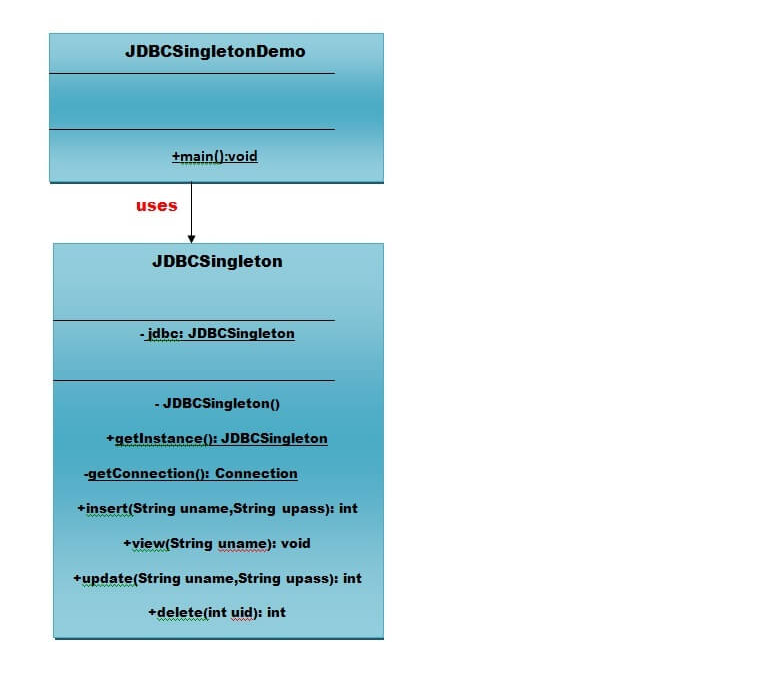 JDBCSingletonDemo
+main():void
uses
JDBCSingleton
- jdbc: JDBCSingleton
- JDBCSingleton()
+getInstance(): JDBCSingleton
-getConnection(): Connection
+insert(String uname,String upass): int
+view(String uname): void
+update(String uname,String upass): int
+delete(int uid): int